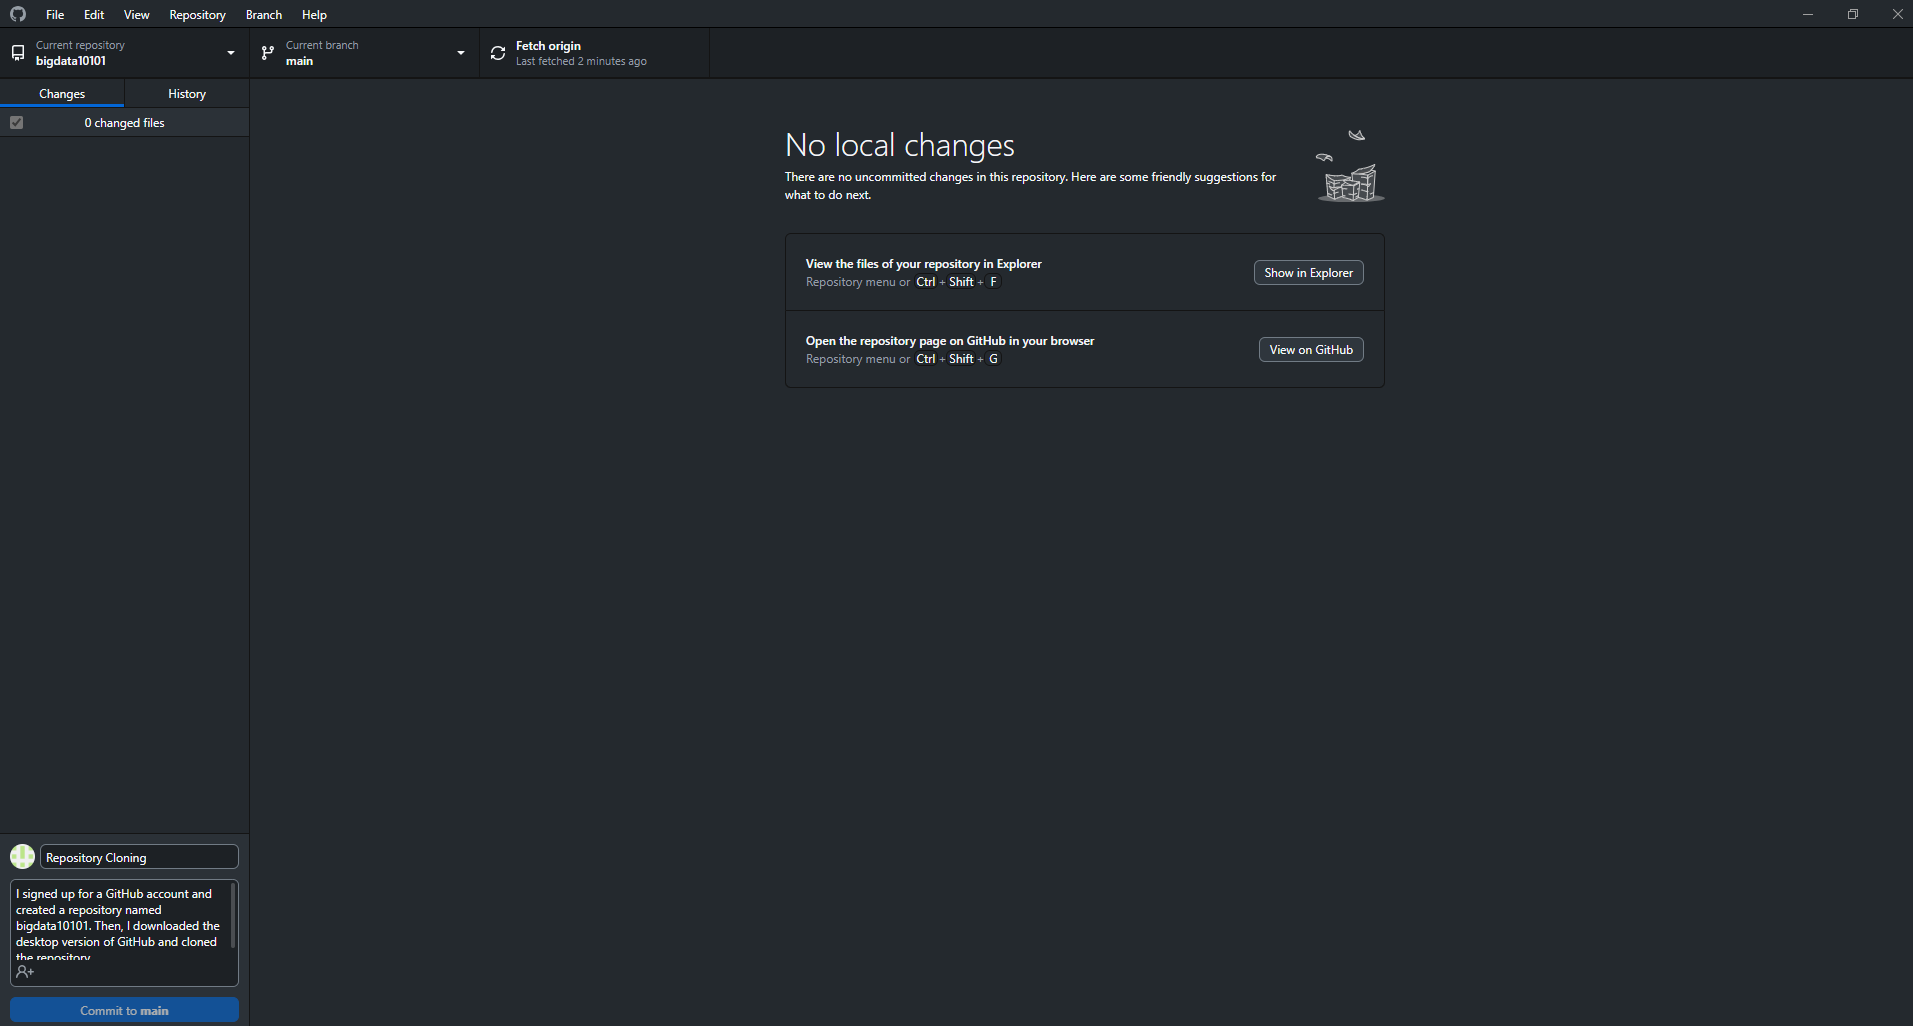 File Edit View Repository Branch Help
Current repository
bigdata10101
Current branch
main
Fetch origin
Last fetched 2 minutes ago
Changes History
0 changed files
No local changes
There are no uncommitted changes in this repository. Here are some friendly suggestions for
what to do next.
View the files of your repository in Explorer
Repository menu or Ctrl + Shift + F
Show in Explorer
Open the repository page on GitHub in your browser
Repository menu or Ctrl + Shift + G
View on GitHub
Repository Cloning
I signed up for a GitHub account and
created a repository named
bigdata10101. Then, I downloaded the
desktop version of GitHub and cloned
the repository
Commit to main